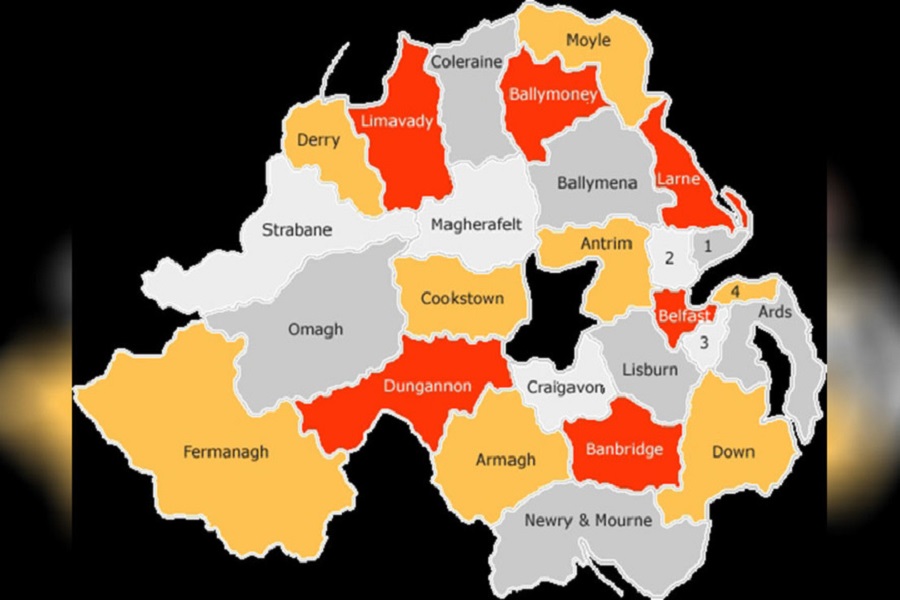 Moyle
Coleraine
Ballymoney
Limavady
Derry
Larne
Ballymena
Magherafelt
Strabane
Antrim
1
2
4
Cookstown
Ards
Belfast
Omagh
3
Lisburn
Dungannon
Craigavon
Banbridge
Fermanagh
Down
Armagh
Newry & Mourne